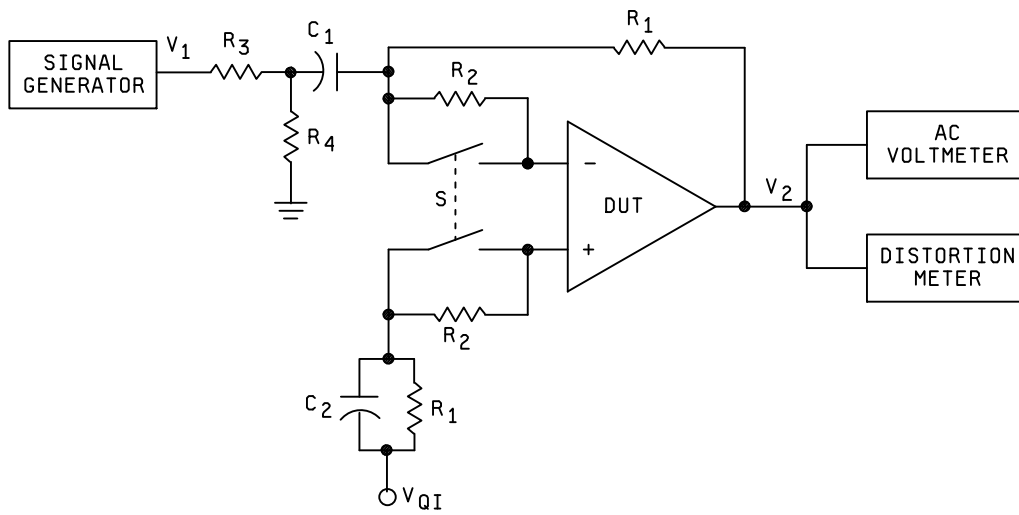 SIGNAL
GENERATOR
V1
R3
C1
R1
R4
R2
S
−
+
DUT
V2
AC
VOLTMETER
DISTORTION
METER
R2
C2
R1
VQI